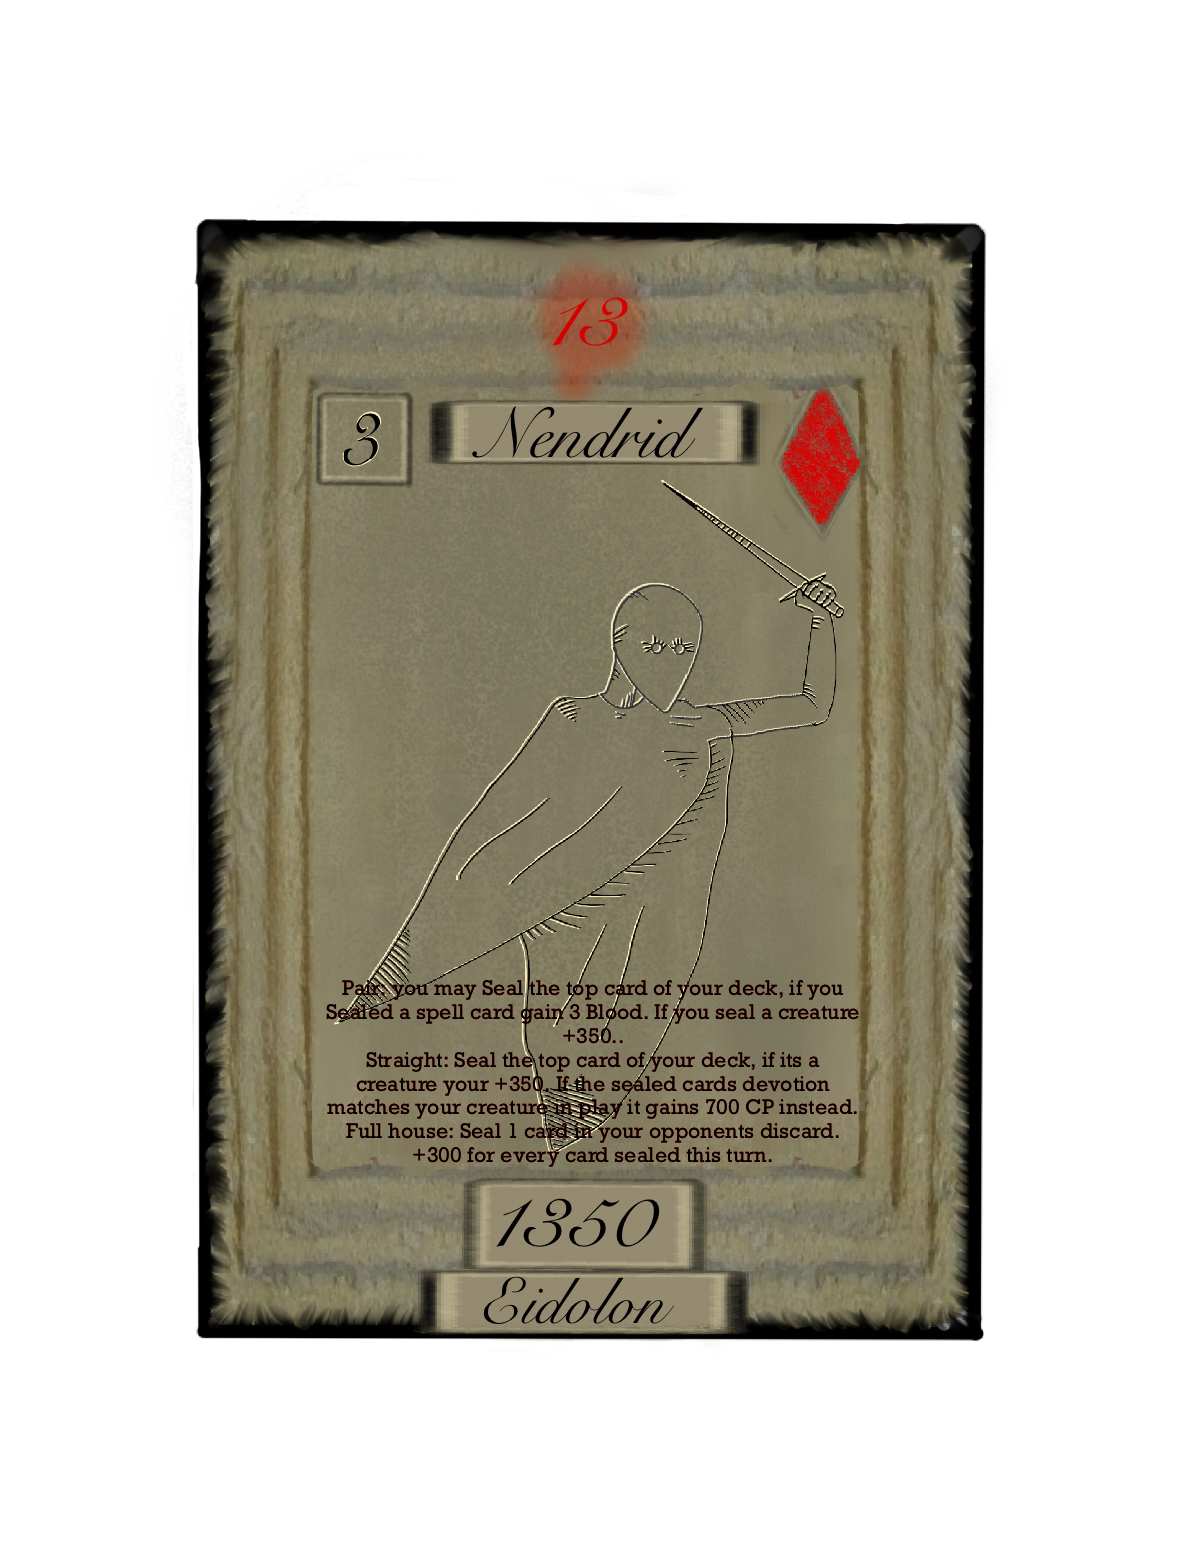 13
3
Nendrid
Pair: you may Seal the top card of your deck, if you
Sealed a spell card gain 3 Blood. If you seal a creature
+350..
Straight: Seal the top card of your deck, if its a
creature your +350. If the sealed cards devotion
matches your creature in play it gains 700 CP instead.
Full house: Seal 1 card in your opponents discard.
+300 for every card sealed this turn.
1350
Eidolon